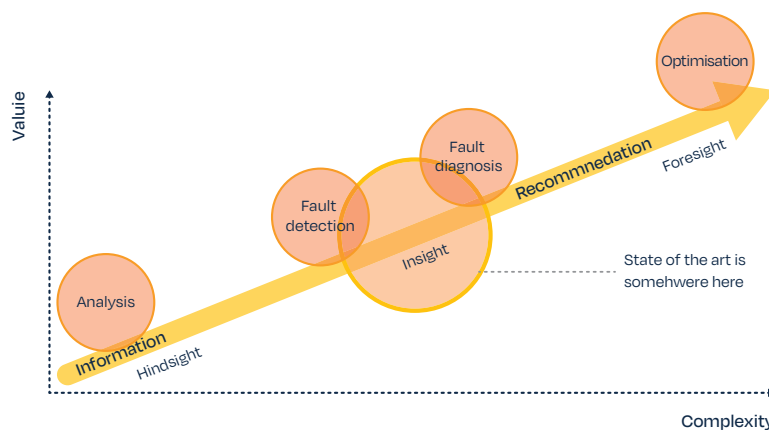 Optimisation
Valuie
Fault
diagnosis
Recommnedation
Foresight
Fault
detection
Insight
State of the art is
somehwere here
Analysis
Information
Hindsight
Complexity